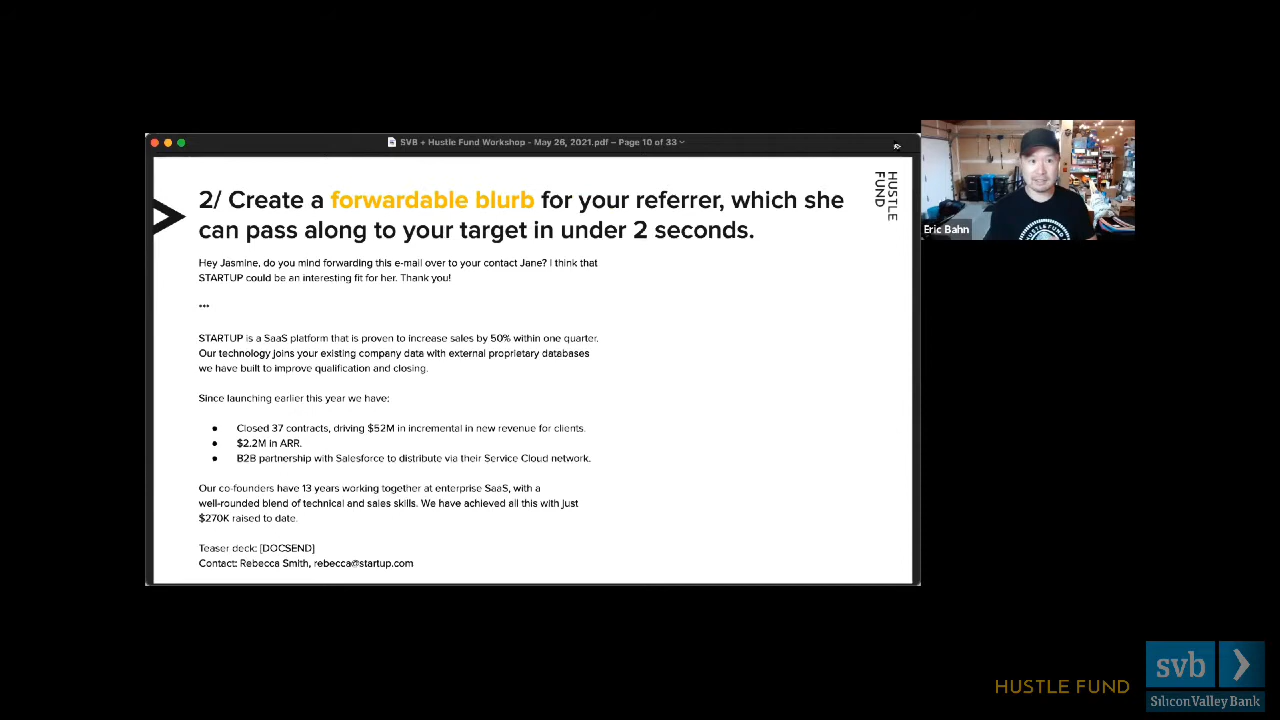 SVB + Hustle Fund Workshop - May 26, 2021.pdf – Page 10 of 33
2/ Create a forwardable blurb for your referrer, which she
can pass along to your target in under 2 seconds.
HUSTLE
FUND
Hey Jasmine, do you mind forwarding this e-mail over to your contact Jane? I think that
STARTUP could be an interesting fit for her. Thank you!
***
STARTUP is a SaaS platform that is proven to increase sales by 50% within one quarter.
Our technology joins your existing company data with external proprietary databases
we have built to improve qualification and closing.
Since launching earlier this year we have:
● Closed 37 contracts, driving $52M in incremental in new revenue for clients.
● $2.2M in ARR.
● B2B partnership with Salesforce to distribute via their Service Cloud network.
Our co-founders have 13 years working together at enterprise SaaS, with a
well-rounded blend of technical and sales skills. We have achieved all this with just
$270K raised to date.
Teaser deck: [DOCSEND]
Contact: Rebecca Smith, rebecca@startup.com
Eric Bahn
HUSTLE FUND
svb
Silicon Valley Bank